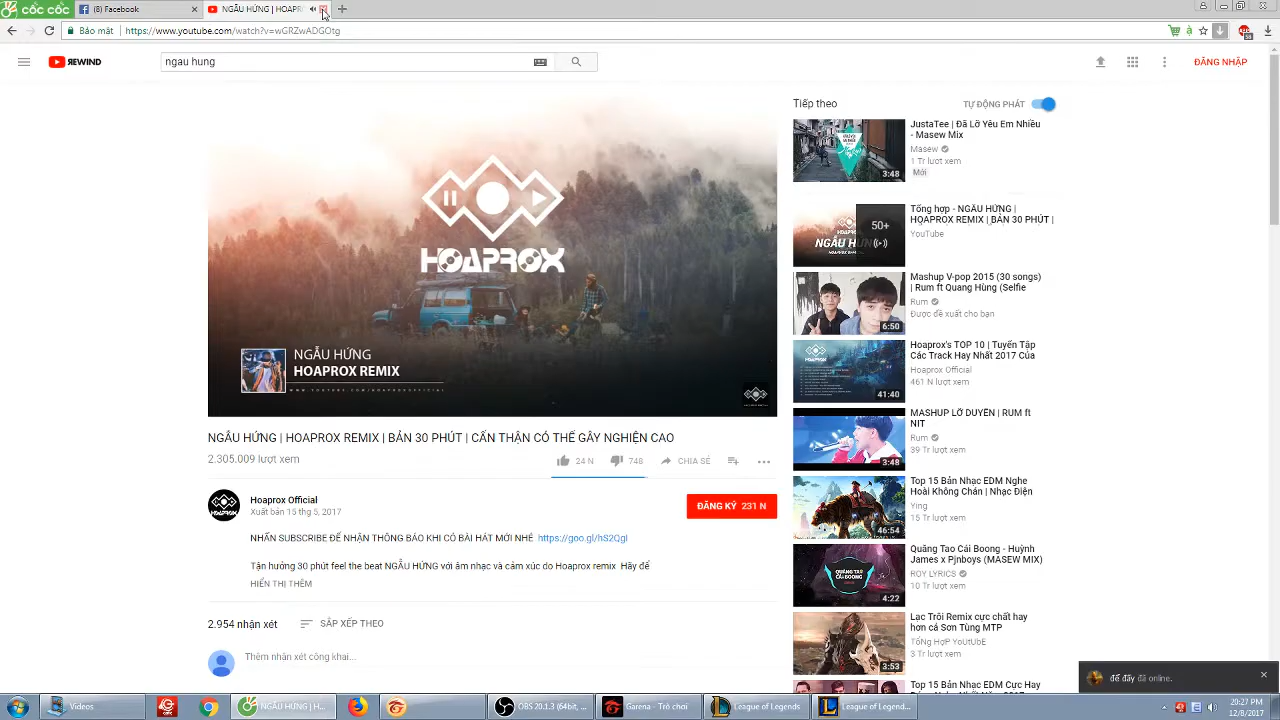 cốc cốc
(8) Facebook
NGẪU HỨNG | HOAPR
Bảo mật
https://www.youtube.com/watch?v=wGRZwADGOtg
REWIND
ngau hung
ĐĂNG NHẬP
HOAPROX
NGẪU HỨNG
HOAPROX REMIX
WWW.YOUTUBE.COM/HOAPROXOFFICIAL
NGẪU HỨNG | HOAPROX REMIX | BẢN 30 PHÚT | CẨN THẬN CÓ THỂ GÂY NGHIỆN CAO
2.305.009 lượt xem
24 N
748
CHIA SẺ
Hoaprox Official
Xuất bản 15 thg 5, 2017
ĐĂNG KÝ 231 N
NHẤN SUBSCRIBE ĐỂ NHẬN THÔNG BÁO KHI CÓ BÀI HÁT MỚI NHÉ https://goo.gl/hS2Qgl
Tận hưởng 30 phút feel the beat NGẪU HỨNG với âm nhạc và cảm xúc do Hoaprox remix Hãy để
HIỂN THỊ THÊM
2.954 nhận xét
SẮP XẾP THEO
Thêm nhận xét công khai...
Tiếp theo
TỰ ĐỘNG PHÁT
3:48
JustaTee | Đã Lỡ Yêu Em Nhiều
- Masew Mix
Masew
1 Tr lượt xem
Mới
50+
Tổng hợp - NGẪU HỨNG |
HOAPROX REMIX | BẢN 30 PHÚT |
YouTube
6:50
Mashup V-pop 2015 (30 songs)
| Rum ft Quang Hùng (Selfie
Rum
Được đề xuất cho bạn
HOAPROX
41:40
Hoaprox's TOP 10 | Tuyển Tập
Các Track Hay Nhất 2017 Của
Hoaprox Official
461 N lượt xem
3:48
MASHUP LỠ DUYÊN | RUM ft
NIT
Rum
39 Tr lượt xem
46:54
Top 15 Bản Nhạc EDM Nghe
Hoài Không Chán | Nhạc Điện
Ying
15 Tr lượt xem
QUĂNG TAO
CÁI BOONG
4:22
Quăng Tao Cái Boong - Huỳnh
James x Pjnboys (MASEW MIX)
ROY LYRICS
10 Tr lượt xem
3:53
Lạc Trôi Remix cực chất hay
hơn cả Sơn Tùng MTP
TổNg HợP YoUtUbE
3 Tr lượt xem
Top 15 Bản Nhạc EDM Cực Hay
để đấy đã online.
Videos
NGẪU HỨNG | H...
OBS 20.1.3 (64bit, ...
Garena - Trò chơi
League of Legends
League of Legend...
20:27 PM
12/8/2017